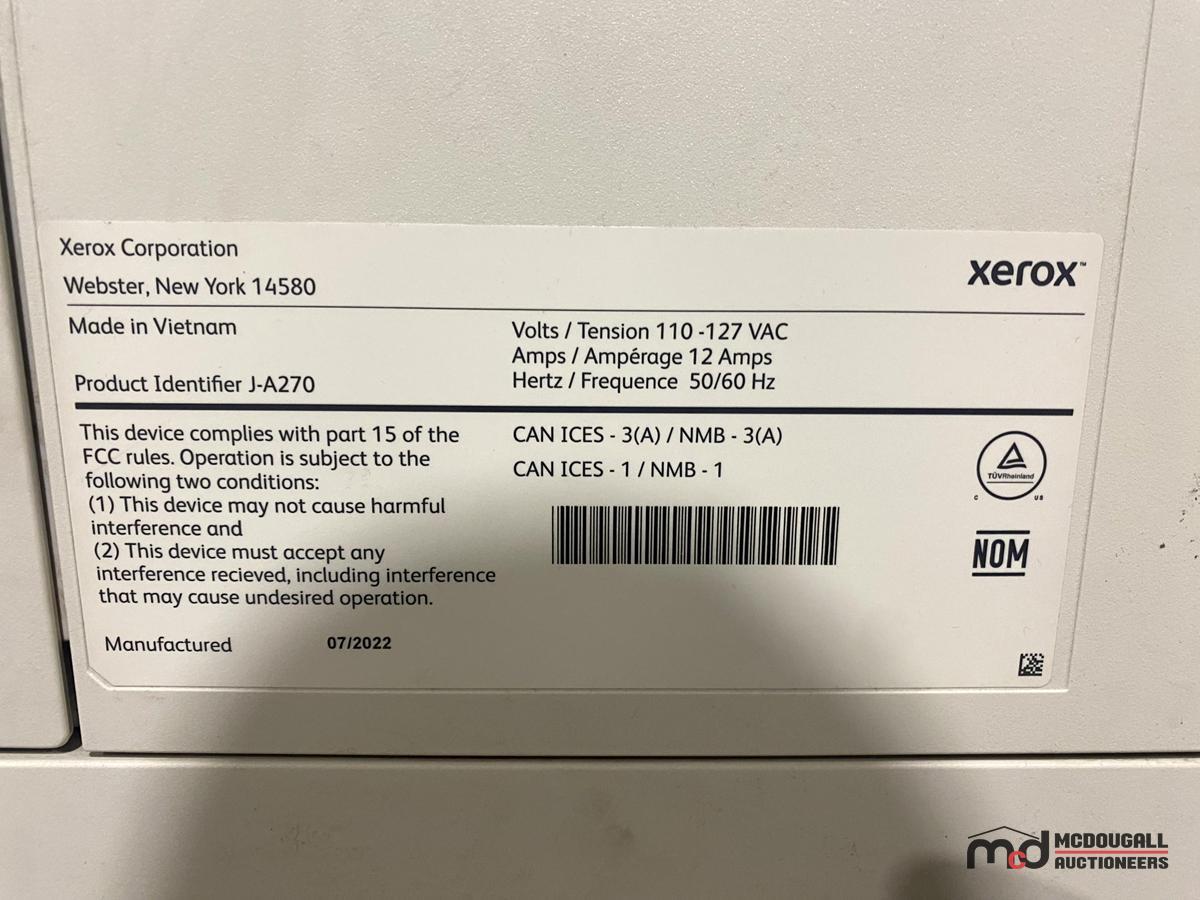 Xerox Corporation
Webster, New York 14580
xerox™
Made in Vietnam
Product Identifier J-A270
Volts / Tension 110 -127 VAC
Amps / Ampérage 12 Amps
Hertz / Frequence 50/60 Hz
This device complies with part 15 of the
FCC rules. Operation is subject to the
following two conditions:
(1) This device may not cause harmful
interference and
(2) This device must accept any
interference recieved, including interference
that may cause undesired operation.
Manufactured 07/2022
CAN ICES - 3(A) / NMB - 3(A)
CAN ICES - 1 / NMB - 1
TÜVRheinland
C US
NOM
mcd
MCDOUGALL
AUCTIONEERS